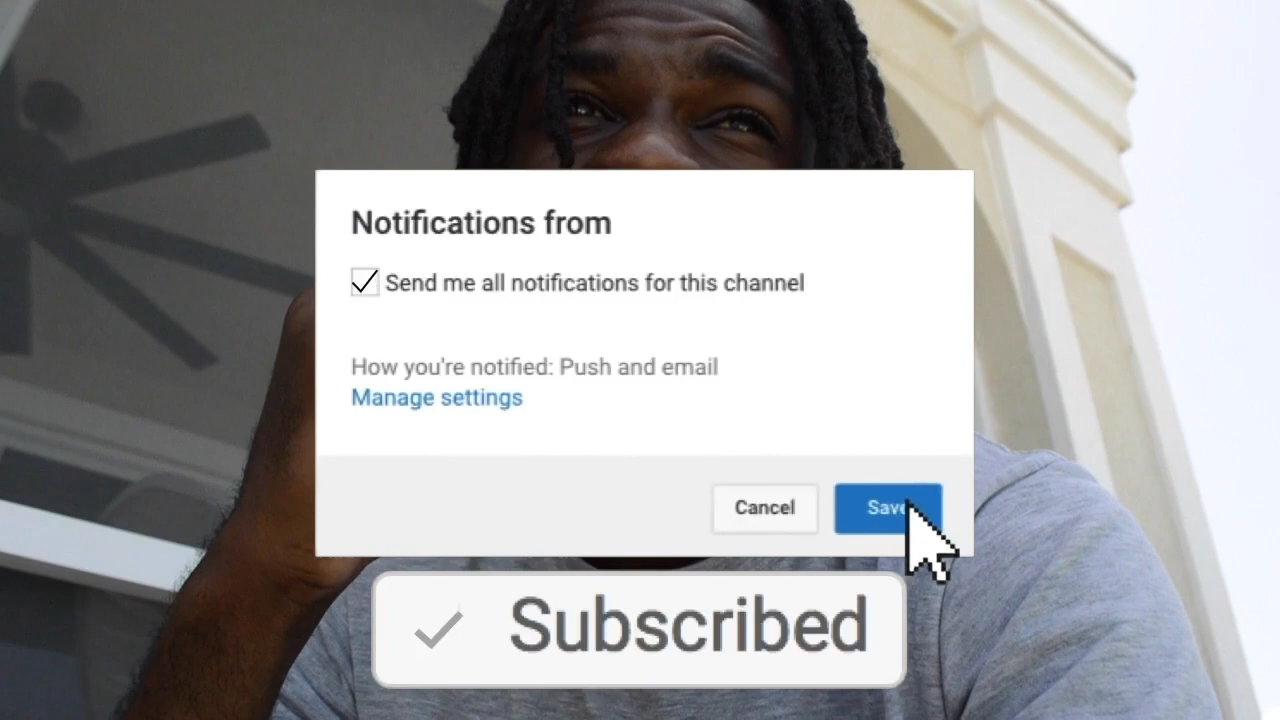 Notifications from
Send me all notifications for this channel
How you're notified: Push and email
Manage settings
Cancel
Save
Subscribed